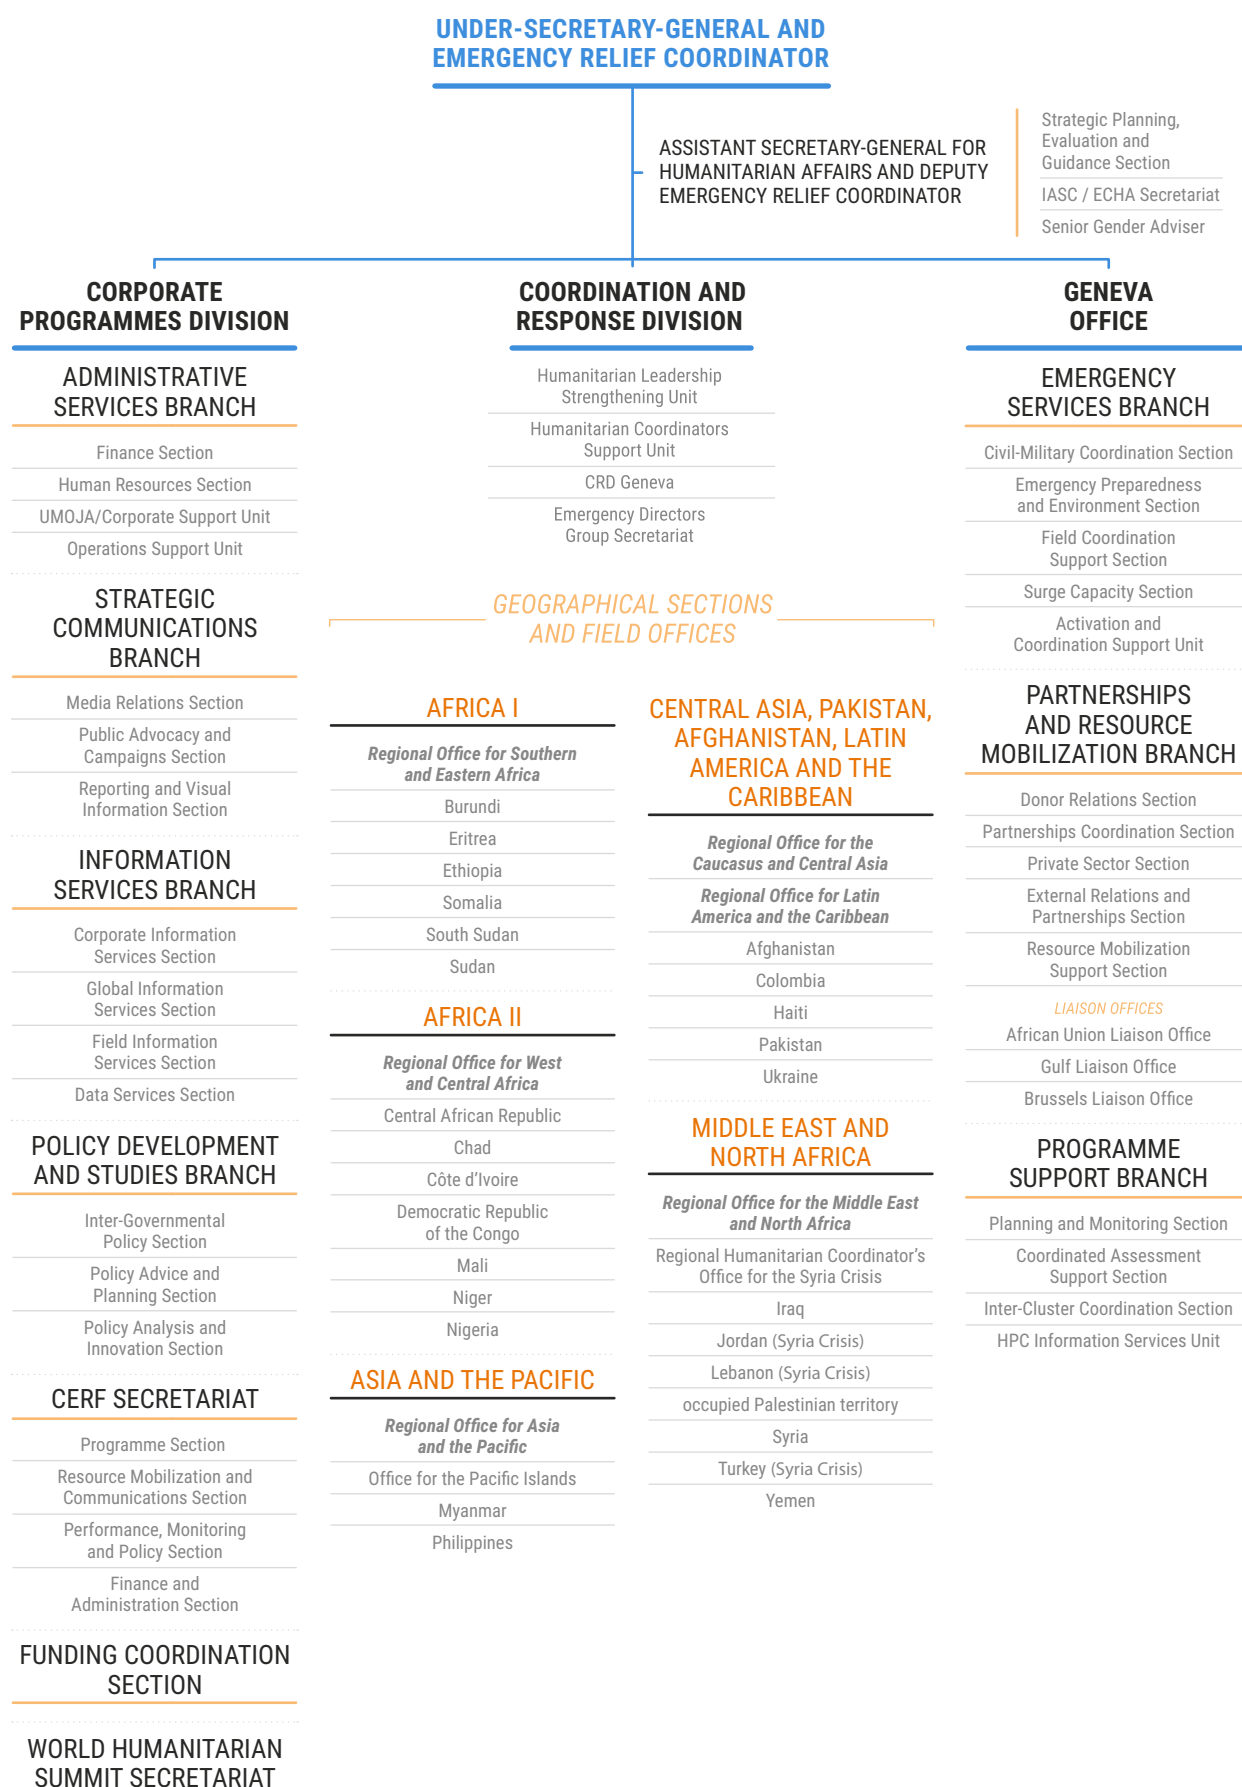 UNDER-SECRETARY-GENERAL AND
EMERGENCY RELIEF COORDINATOR
ASSISTANT SECRETARY-GENERAL FOR
HUMANITARIAN AFFAIRS AND DEPUTY
EMERGENCY RELIEF COORDINATOR
Strategic Planning,
Evaluation and
Guidance Section
IASC / ECHA Secretariat
Senior Gender Adviser
CORPORATE
PROGRAMMES DIVISION
ADMINISTRATIVE
SERVICES BRANCH
Finance Section
Human Resources Section
UMOJA/Corporate Support Unit
Operations Support Unit
STRATEGIC
COMMUNICATIONS
BRANCH
Media Relations Section
Public Advocacy and
Campaigns Section
Reporting and Visual
Information Section
INFORMATION
SERVICES BRANCH
Corporate Information
Services Section
Global Information
Services Section
Field Information
Services Section
Data Services Section
POLICY DEVELOPMENT
AND STUDIES BRANCH
Inter-Governmental
Policy Section
Policy Advice and
Planning Section
Policy Analysis and
Innovation Section
CERF SECRETARIAT
Programme Section
Resource Mobilization and
Communications Section
Performance, Monitoring
and Policy Section
Finance and
Administration Section
FUNDING COORDINATION
SECTION
WORLD HUMANITARIAN
SUMMIT SECRETARIAT
COORDINATION AND
RESPONSE DIVISION
Humanitarian Leadership
Strengthening Unit
Humanitarian Coordinators
Support Unit
CRD Geneva
Emergency Directors
Group Secretariat
GEOGRAPHICAL SECTIONS
AND FIELD OFFICES
AFRICA I
Regional Office for Southern
and Eastern Africa
Burundi
Eritrea
Ethiopia
Somalia
South Sudan
Sudan
AFRICA II
Regional Office for West
and Central Africa
Central African Republic
Chad
Côte d'Ivoire
Democratic Republic
of the Congo
Mali
Niger
Nigeria
ASIA AND THE PACIFIC
Regional Office for Asia
and the Pacific
Office for the Pacific Islands
Myanmar
Philippines
CENTRAL ASIA, PAKISTAN,
AFGHANISTAN, LATIN
AMERICA AND THE
CARIBBEAN
Regional Office for the
Caucasus and Central Asia
Regional Office for Latin
America and the Caribbean
Afghanistan
Colombia
Haiti
Pakistan
Ukraine
MIDDLE EAST AND
NORTH AFRICA
Regional Office for the Middle East
and North Africa
Regional Humanitarian Coordinator's
Office for the Syria Crisis
Iraq
Jordan (Syria Crisis)
Lebanon (Syria Crisis)
occupied Palestinian territory
Syria
Turkey (Syria Crisis)
Yemen
GENEVA
OFFICE
EMERGENCY
SERVICES BRANCH
Civil-Military Coordination Section
Emergency Preparedness
and Environment Section
Field Coordination
Support Section
Surge Capacity Section
Activation and
Coordination Support Unit
PARTNERSHIPS
AND RESOURCE
MOBILIZATION BRANCH
Donor Relations Section
Partnerships Coordination Section
Private Sector Section
External Relations and
Partnerships Section
Resource Mobilization
Support Section
LIAISON OFFICES
African Union Liaison Office
Gulf Liaison Office
Brussels Liaison Office
PROGRAMME
SUPPORT BRANCH
Planning and Monitoring Section
Coordinated Assessment
Support Section
Inter-Cluster Coordination Section
HPC Information Services Unit